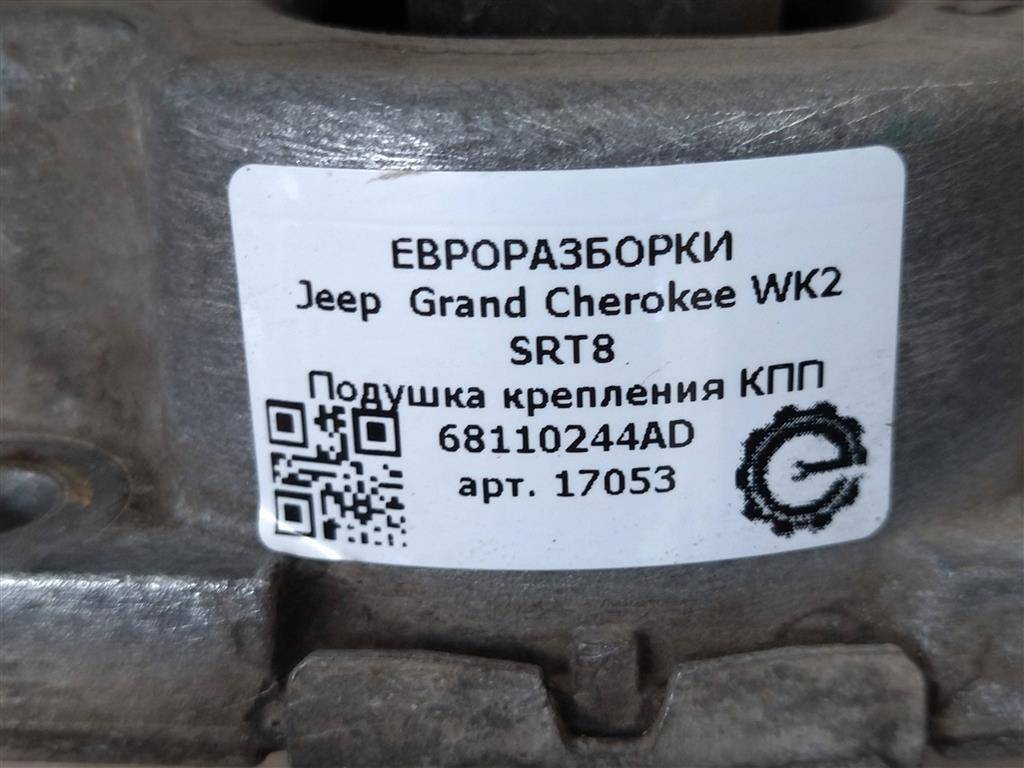 ЕВРОРАЗБОРКИ
Jeep Grand Cherokee WK2
SRT8
Подушка крепления КПП
68110244AD
арт. 17053